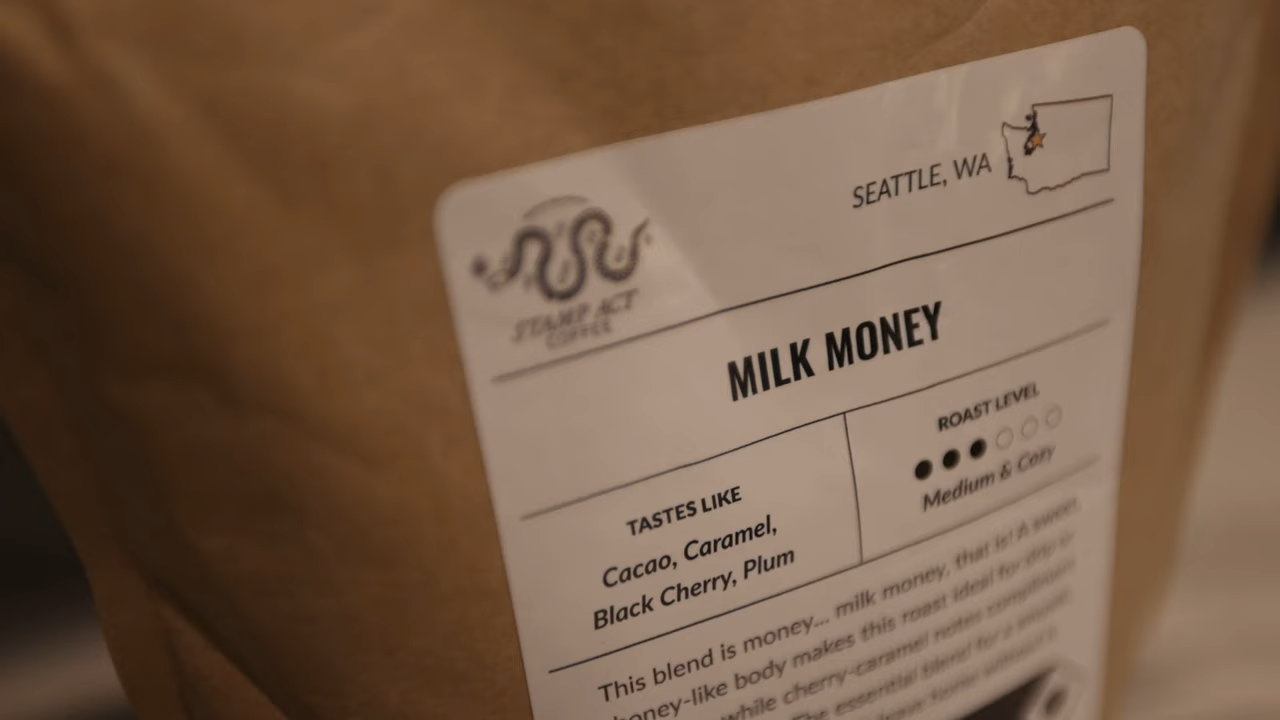 SEATTLE, WA
STAMP ACT
COFFEE
MILK MONEY
TASTES LIKE
Cacao, Caramel,
Black Cherry, Plum
ROAST LEVEL
Medium & Cozy
This blend is money... milk money, that is! A sweet,
honey-like body makes this roast ideal for drip or
while cherry-caramel notes compliment
The essential blend for a